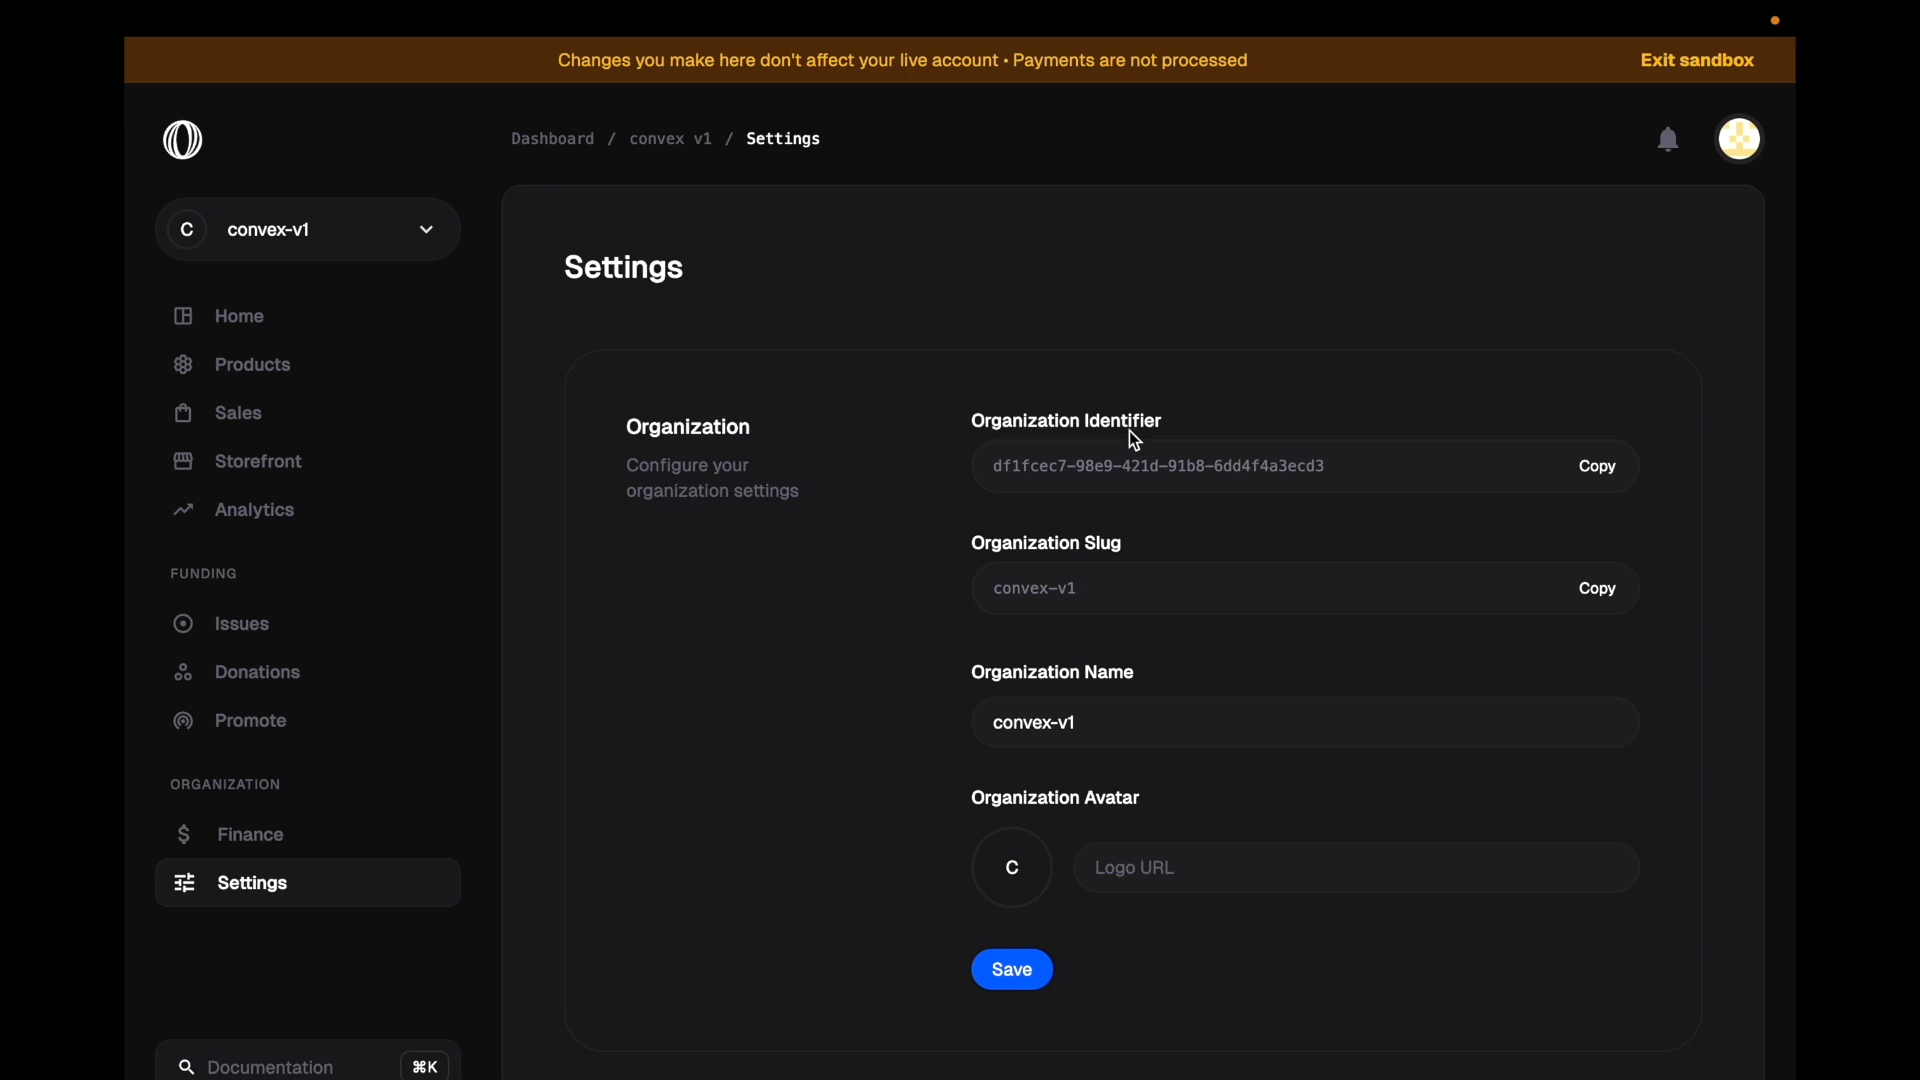 Changes you make here don't affect your live account • Payments are not processed
Exit sandbox
Dashboard / convex v1 / Settings
C
convex-v1
Home
Products
Sales
Storefront
Analytics
FUNDING
Issues
Donations
Promote
ORGANIZATION
Finance
Settings
Documentation
⌘K
Settings
Organization
Configure your
organization settings
Organization Identifier
df1fcec7-98e9-421d-91b8-6dd4f4a3ecd3
Copy
Organization Slug
convex-v1
Copy
Organization Name
convex-v1
Organization Avatar
C
Logo URL
Save